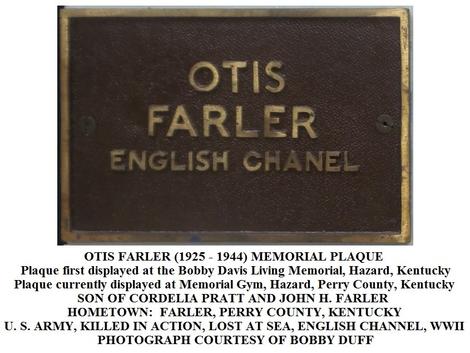 OTIS
FARLER
ENGLISH CHANEL
OTIS FARLER (1925 - 1944) MEMORIAL PLAQUE
Plaque first displayed at the Bobby Davis Living Memorial, Hazard, Kentucky
Plaque currently displayed at Memorial Gym, Hazard, Perry County, Kentucky
SON OF CORDELIA PRATT AND JOHN H. FARLER
HOMETOWN: FARLER, PERRY COUNTY, KENTUCKY
U. S. ARMY, KILLED IN ACTION, LOST AT SEA, ENGLISH CHANNEL, WWII
PHOTOGRAPH COURTESY OF BOBBY DUFF